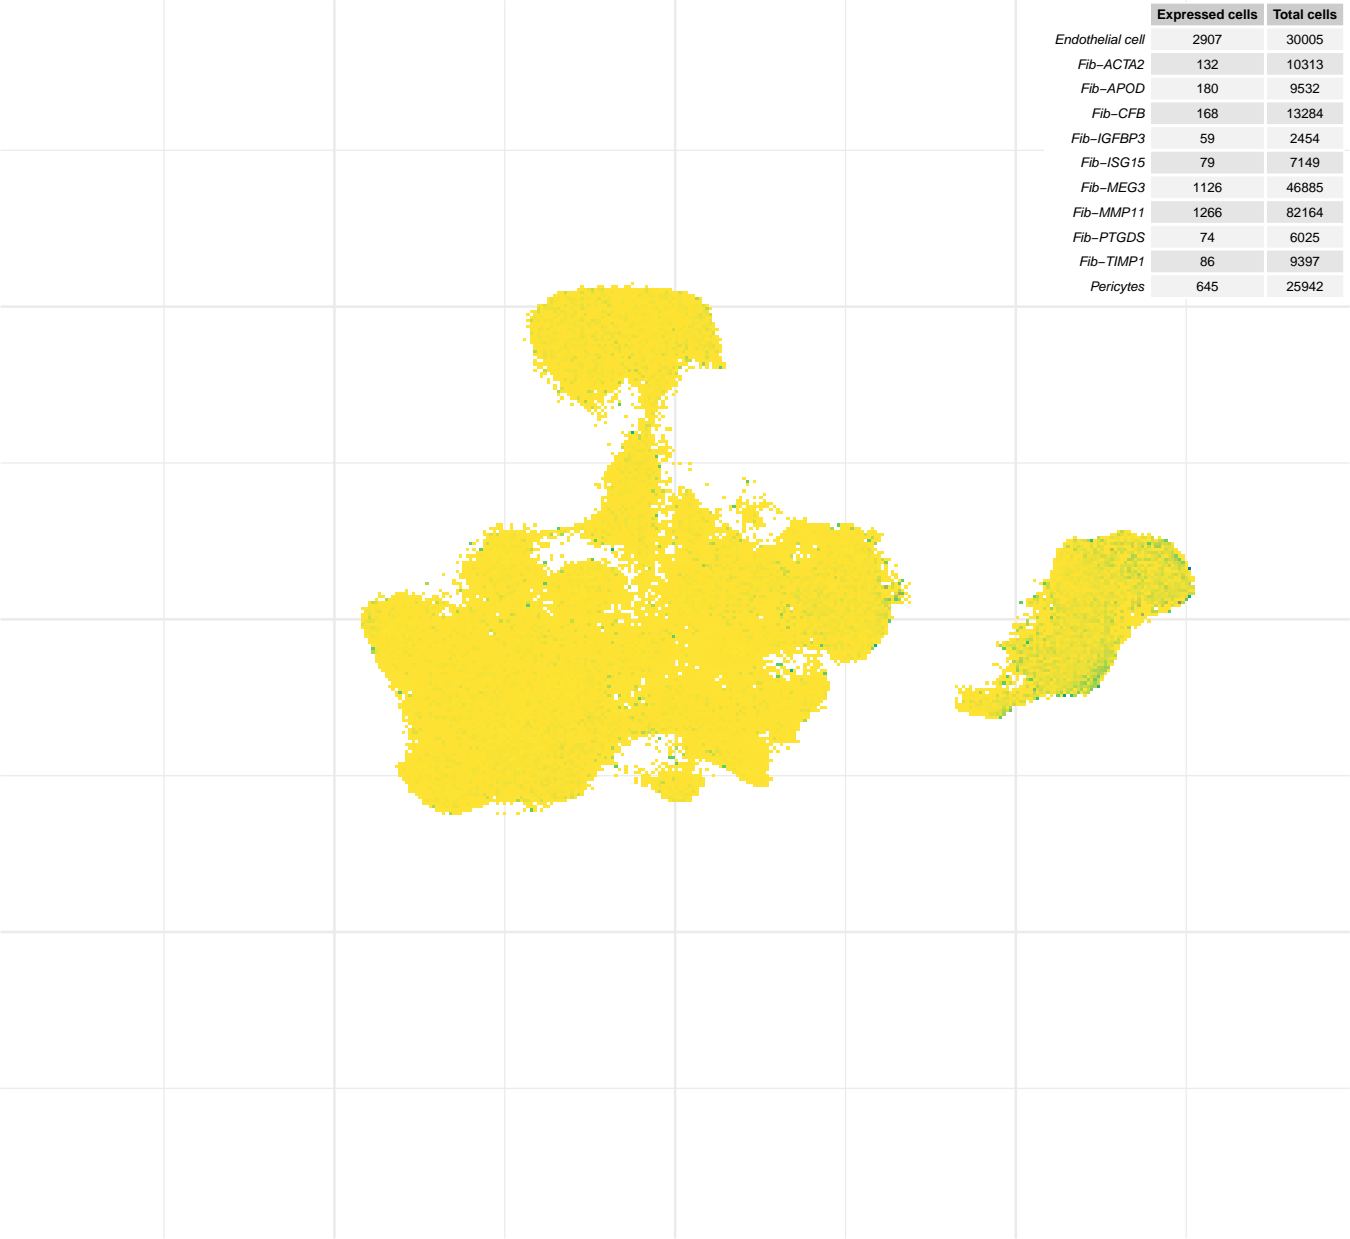 Expressed cells Total cells
Endothelial cell 2907 30005
Fib−ACTA2 132 10313
Fib−APOD 180 9532
Fib−CFB 168 13284
Fib−IGFBP3 59 2454
Fib−ISG15 79 7149
Fib−MEG3 1126 46885
Fib−MMP11 1266 82164
Fib−PTGDS 74 6025
Fib−TIMP1 86 9397
Pericytes 645 25942